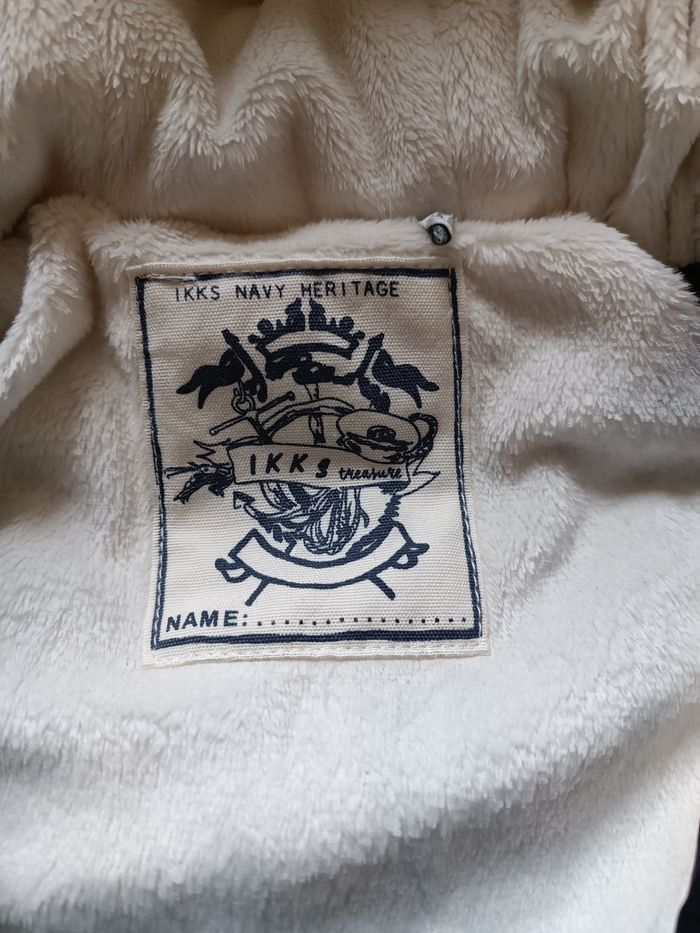 IKKS NAVY HERITAGE
IKKS treasure
NAME:.................